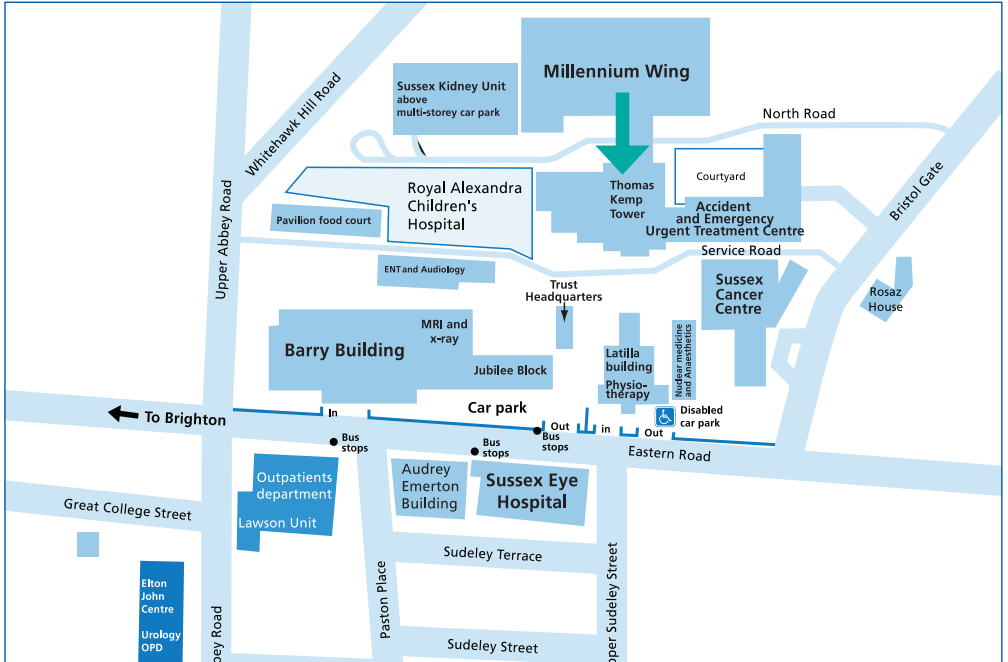 Millennium Wing
Sussex Kidney Unit
above
multi-storey car park
Whitehawk Hill Road
North Road
Bristol Gate
Courtyard
Royal Alexandra
Children's
Hospital
Thomas
Kemp
Tower
Accident
and Emergency
Urgent Treatment Centre
Pavilion food court
Upper Abbey Road
Service Road
ENT and Audiology
Sussex
Cancer
Centre
Rosaz
House
Trust
Headquarters
MRI and
x-ray
Barry Building
Jubilee Block
Latilla
building
Physio-
therapy
Nuclear medicine
and Anaesthetics
To Brighton
In
Car park
Out
in
Out
Disabled
car park
Bus
stops
Bus
stops
Bus
stops
Eastern Road
Outpatients
department
Lawson Unit
Audrey
Emerton
Building
Sussex Eye
Hospital
Great College Street
Sudeley Terrace
Paston Place
pper Sudeley Street
Elton
John
Centre
Urology
OPD
bey Road
Sudeley Street